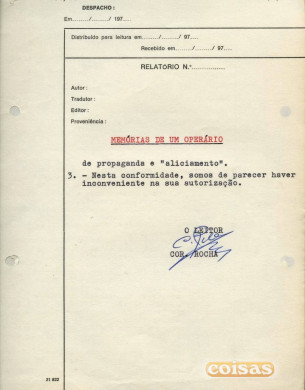 DESPACHO:
Em......../......../ 197....
Distribuído para leitura em......../......../ 97....
Recebido em......../......../ 97....
RELATÓRIO N.º................
Autor:
Tradutor:
Editor:
Proveniência:
MEMÓRIAS DE UM OPERÁRIO
de propaganda e "aliciamento".
3. - Nesta conformidade, somos de parecer haver
inconveniente na sua autorização.
O LEITOR
COR. ROCHA
coisas